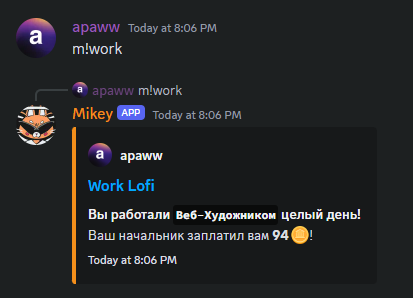 apaww Today at 8:06 PM
m!work
apaww m!work
Mikey APP Today at 8:06 PM
a apaww
Work Lofi
Вы работали Веб-Художником целый день!
Ваш начальник заплатил вам 94 !
Today at 8:06 PM